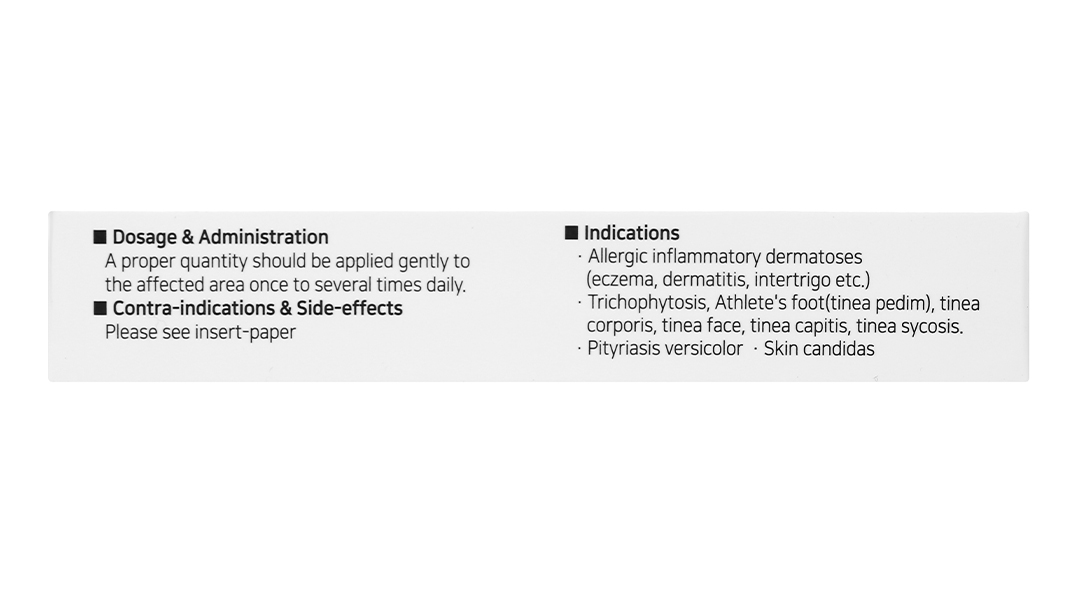 ■ Dosage & Administration
A proper quantity should be applied gently to
the affected area once to several times daily.
■ Contra-indications & Side-effects
Please see insert-paper
■ Indications
· Allergic inflammatory dermatoses
(eczema, dermatitis, intertrigo etc.)
· Trichophytosis, Athlete's foot(tinea pedim), tinea
corporis, tinea face, tinea capitis, tinea sycosis.
· Pityriasis versicolor · Skin candidas